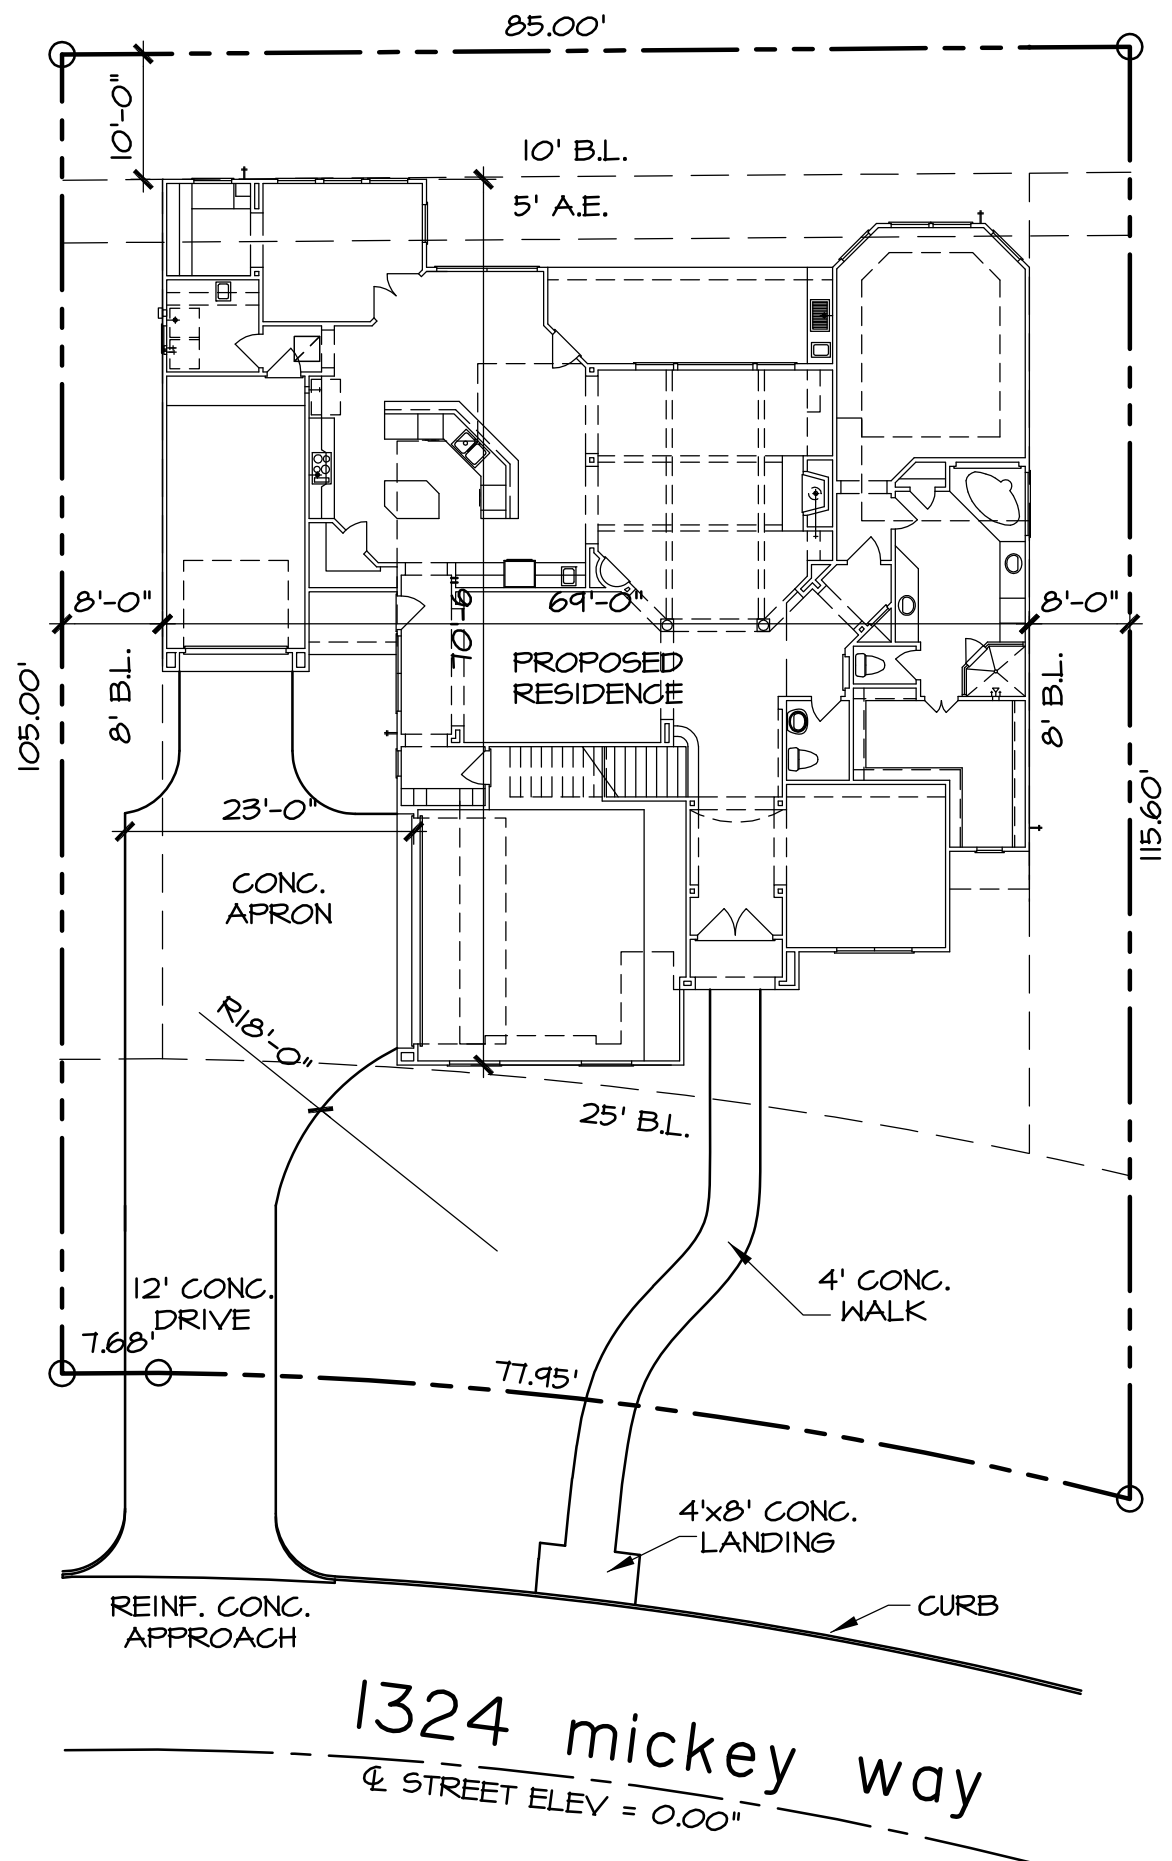 85.00'
10'-0"
10' B.L.
5' A.E.
8'-0"
69'-0"
8'-0"
70'-6"
PROPOSED
RESIDENCE
105.00'
8' B.L.
8' B.L.
115.60'
23'-0"
CONC.
APRON
R18'-0"
25' B.L.
12' CONC.
DRIVE
4' CONC.
WALK
7.68'
77.95'
4'x8' CONC.
LANDING
REINF. CONC.
APPROACH
CURB
1324 mickey way
℄ STREET ELEV = 0.00"